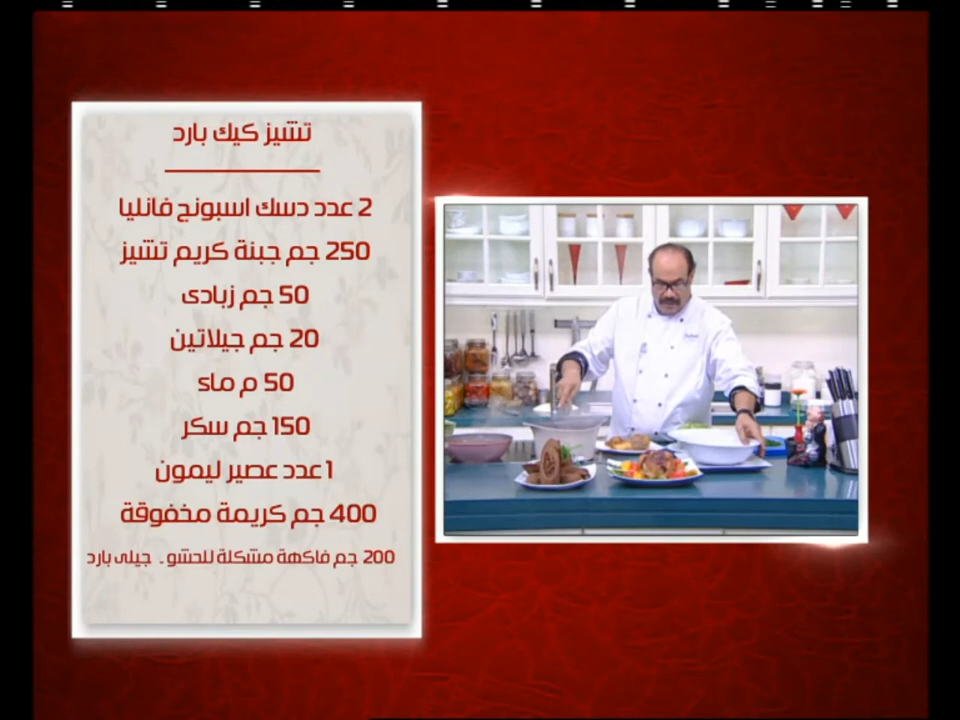 تشيز كيك بارد
2 عدد دسك اسبونج فانليا
250 جم جبنة كريم تشيز
50 جم زبادى
20 جم جيلاتين
50 م ماء
150 جم سكر
1 عدد عصير ليمون
400 جم كريمة مخفوقة
200 جم فاكهة مشكلة للحشو . جيلى بارد